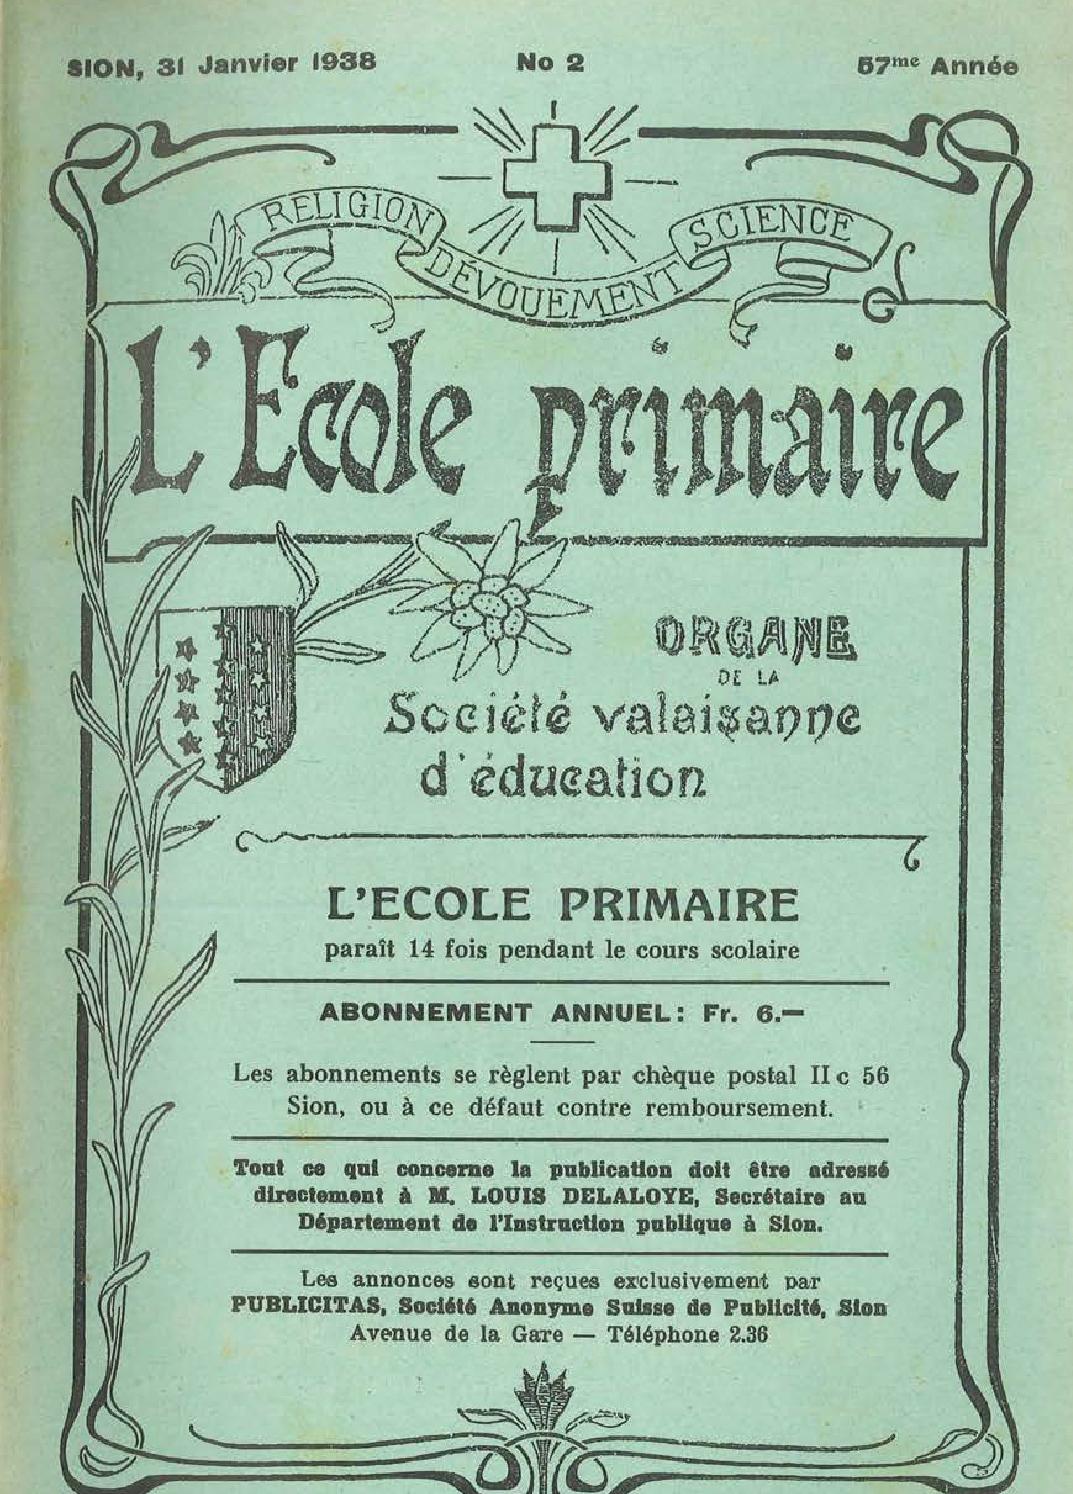 SION, 31 Janvier 1938 No 2 57me Année
RELIGION DÉVOUEMENT SCIENCE
L'Ecole primaire
ORGANE
DE LA
Société valaisanne
d'éducation
L'ECOLE PRIMAIRE
paraît 14 fois pendant le cours scolaire
ABONNEMENT ANNUEL: Fr. 6.—
Les abonnements se règlent par chèque postal II c 56
Sion, ou à ce défaut contre remboursement.
Tout ce qui concerne la publication doit être adressé
directement à M. LOUIS DELALOYE, Secrétaire au
Département de l'Instruction publique à Sion.
Les annonces sont reçues exclusivement par
PUBLICITAS, Société Anonyme Suisse de Publicité, Sion
Avenue de la Gare — Téléphone 2.36